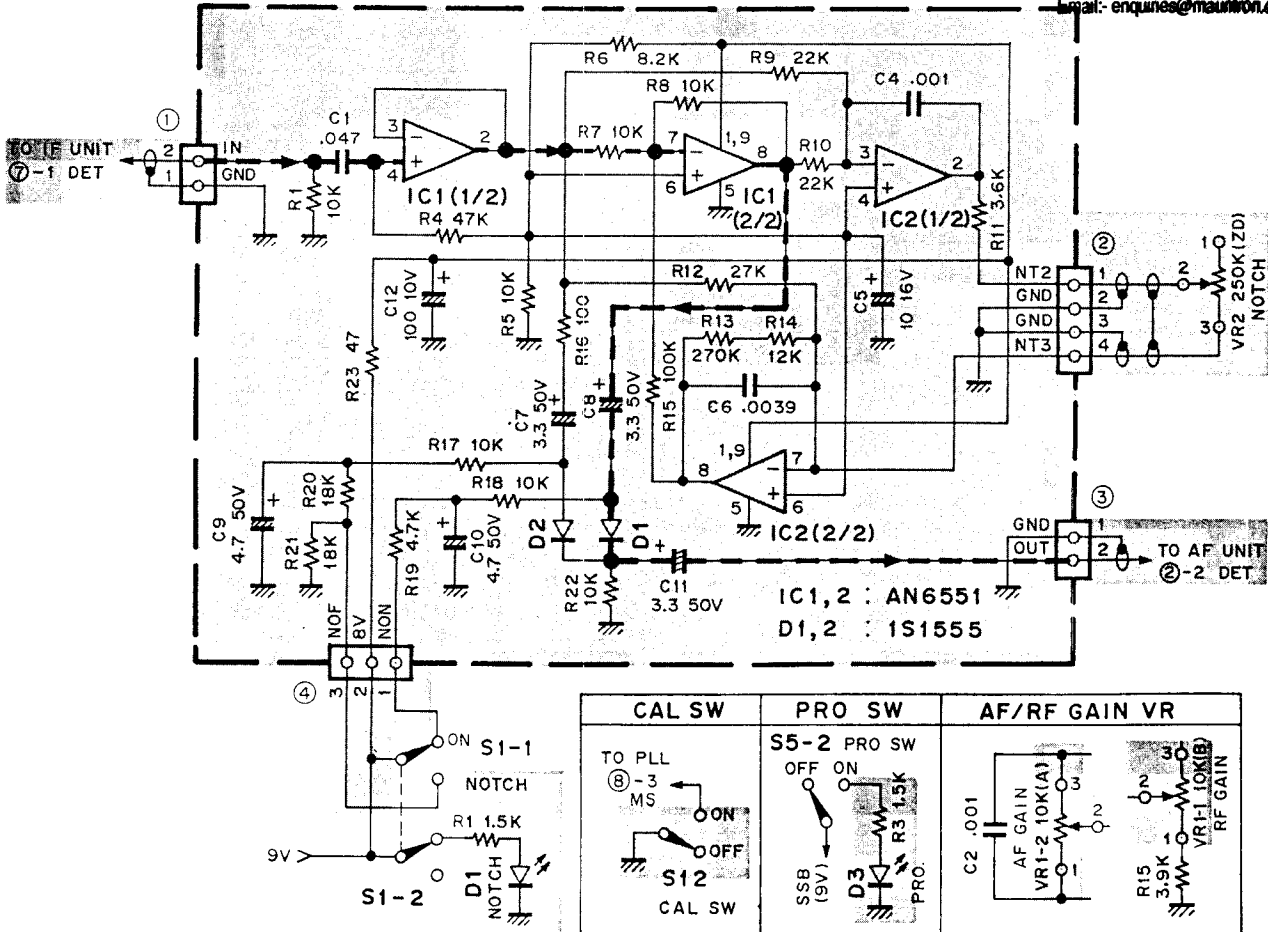 Email:- enquines@mauritron.c
R6 8.2K
R9 22K
C4 .001
R8 10K
①
C1
.047
3
2
4
IC1 (1/2)
R7 10K
7
1,9
8
6
5
IC1
(2/2)
R10
22K
3
2
4
IC2(1/2)
R11 3.6K
TO IF UNIT
⑦-1 DET
2
1
IN
GND
R1
10K
R4 47K
②
NT2
GND
GND
NT3
1
2
3
4
1
2
3
VR2 250K(ZD)
NOTCH
C12
100 10V
R5 10K
R12
27K
C5
10 16V
R16 100
R13
270K
R14
12K
R23 47
C7
3.3 50V
C8
3.3 50V
R15 100K
C6 .0039
R17 10K
R18 10K
1,9
8
7
6
5
IC2(2/2)
C9
4.7 50V
R20
18K
R21
18K
R19 4.7K
C10
4.7 50V
D2
D1
R22
10K
C11
3.3 50V
③
GND
OUT
1
2
TO AF UNIT
②-2 DET
IC1,2 : AN6551
D1,2 : 1S1555
NOF
8V
NON
④
3
2
1
ON
S1-1
NOTCH
R1 1.5K
9V
S1-2
D1
NOTCH
CAL SW
TO PLL
⑧-3
MS
ON
OFF
S12
CAL SW
PRO SW
S5-2 PRO SW
OFF ON
R3 1.5K
SSB
(9V)
D3
PRO.
AF/RF GAIN VR
C2 .001
AF GAIN
VR1-2 10K(A)
3
2
1
3
2
1
VR1-1 10K(B)
RF GAIN
R15
3.9K